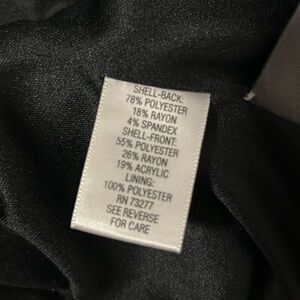 SHELL-BACK:
78% POLYESTER
18% RAYON
4% SPANDEX
SHELL-FRONT:
55% POLYESTER
26% RAYON
19% ACRYLIC
LINING:
100% POLYESTER
RN 73277
SEE REVERSE
FOR CARE